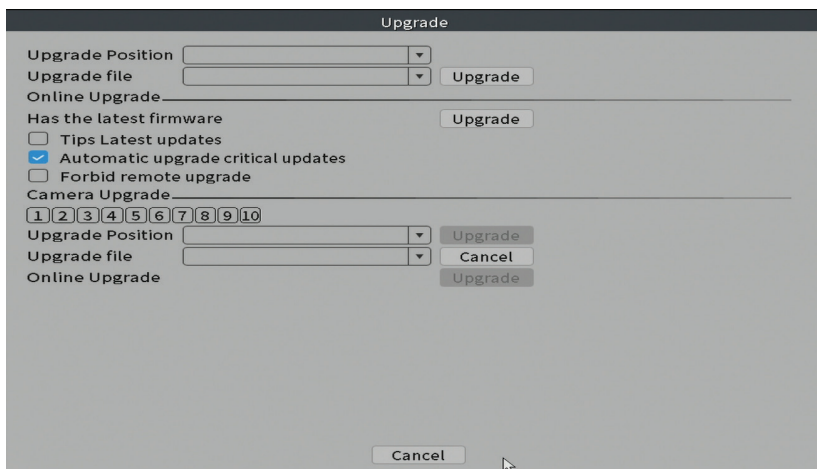 Upgrade
Upgrade Position
Upgrade file Upgrade
Online Upgrade
Has the latest firmware Upgrade
Tips Latest updates
Automatic upgrade critical updates
Forbid remote upgrade
Camera Upgrade
1 2 3 4 5 6 7 8 9 10
Upgrade Position Upgrade
Upgrade file Cancel
Online Upgrade Upgrade
Cancel